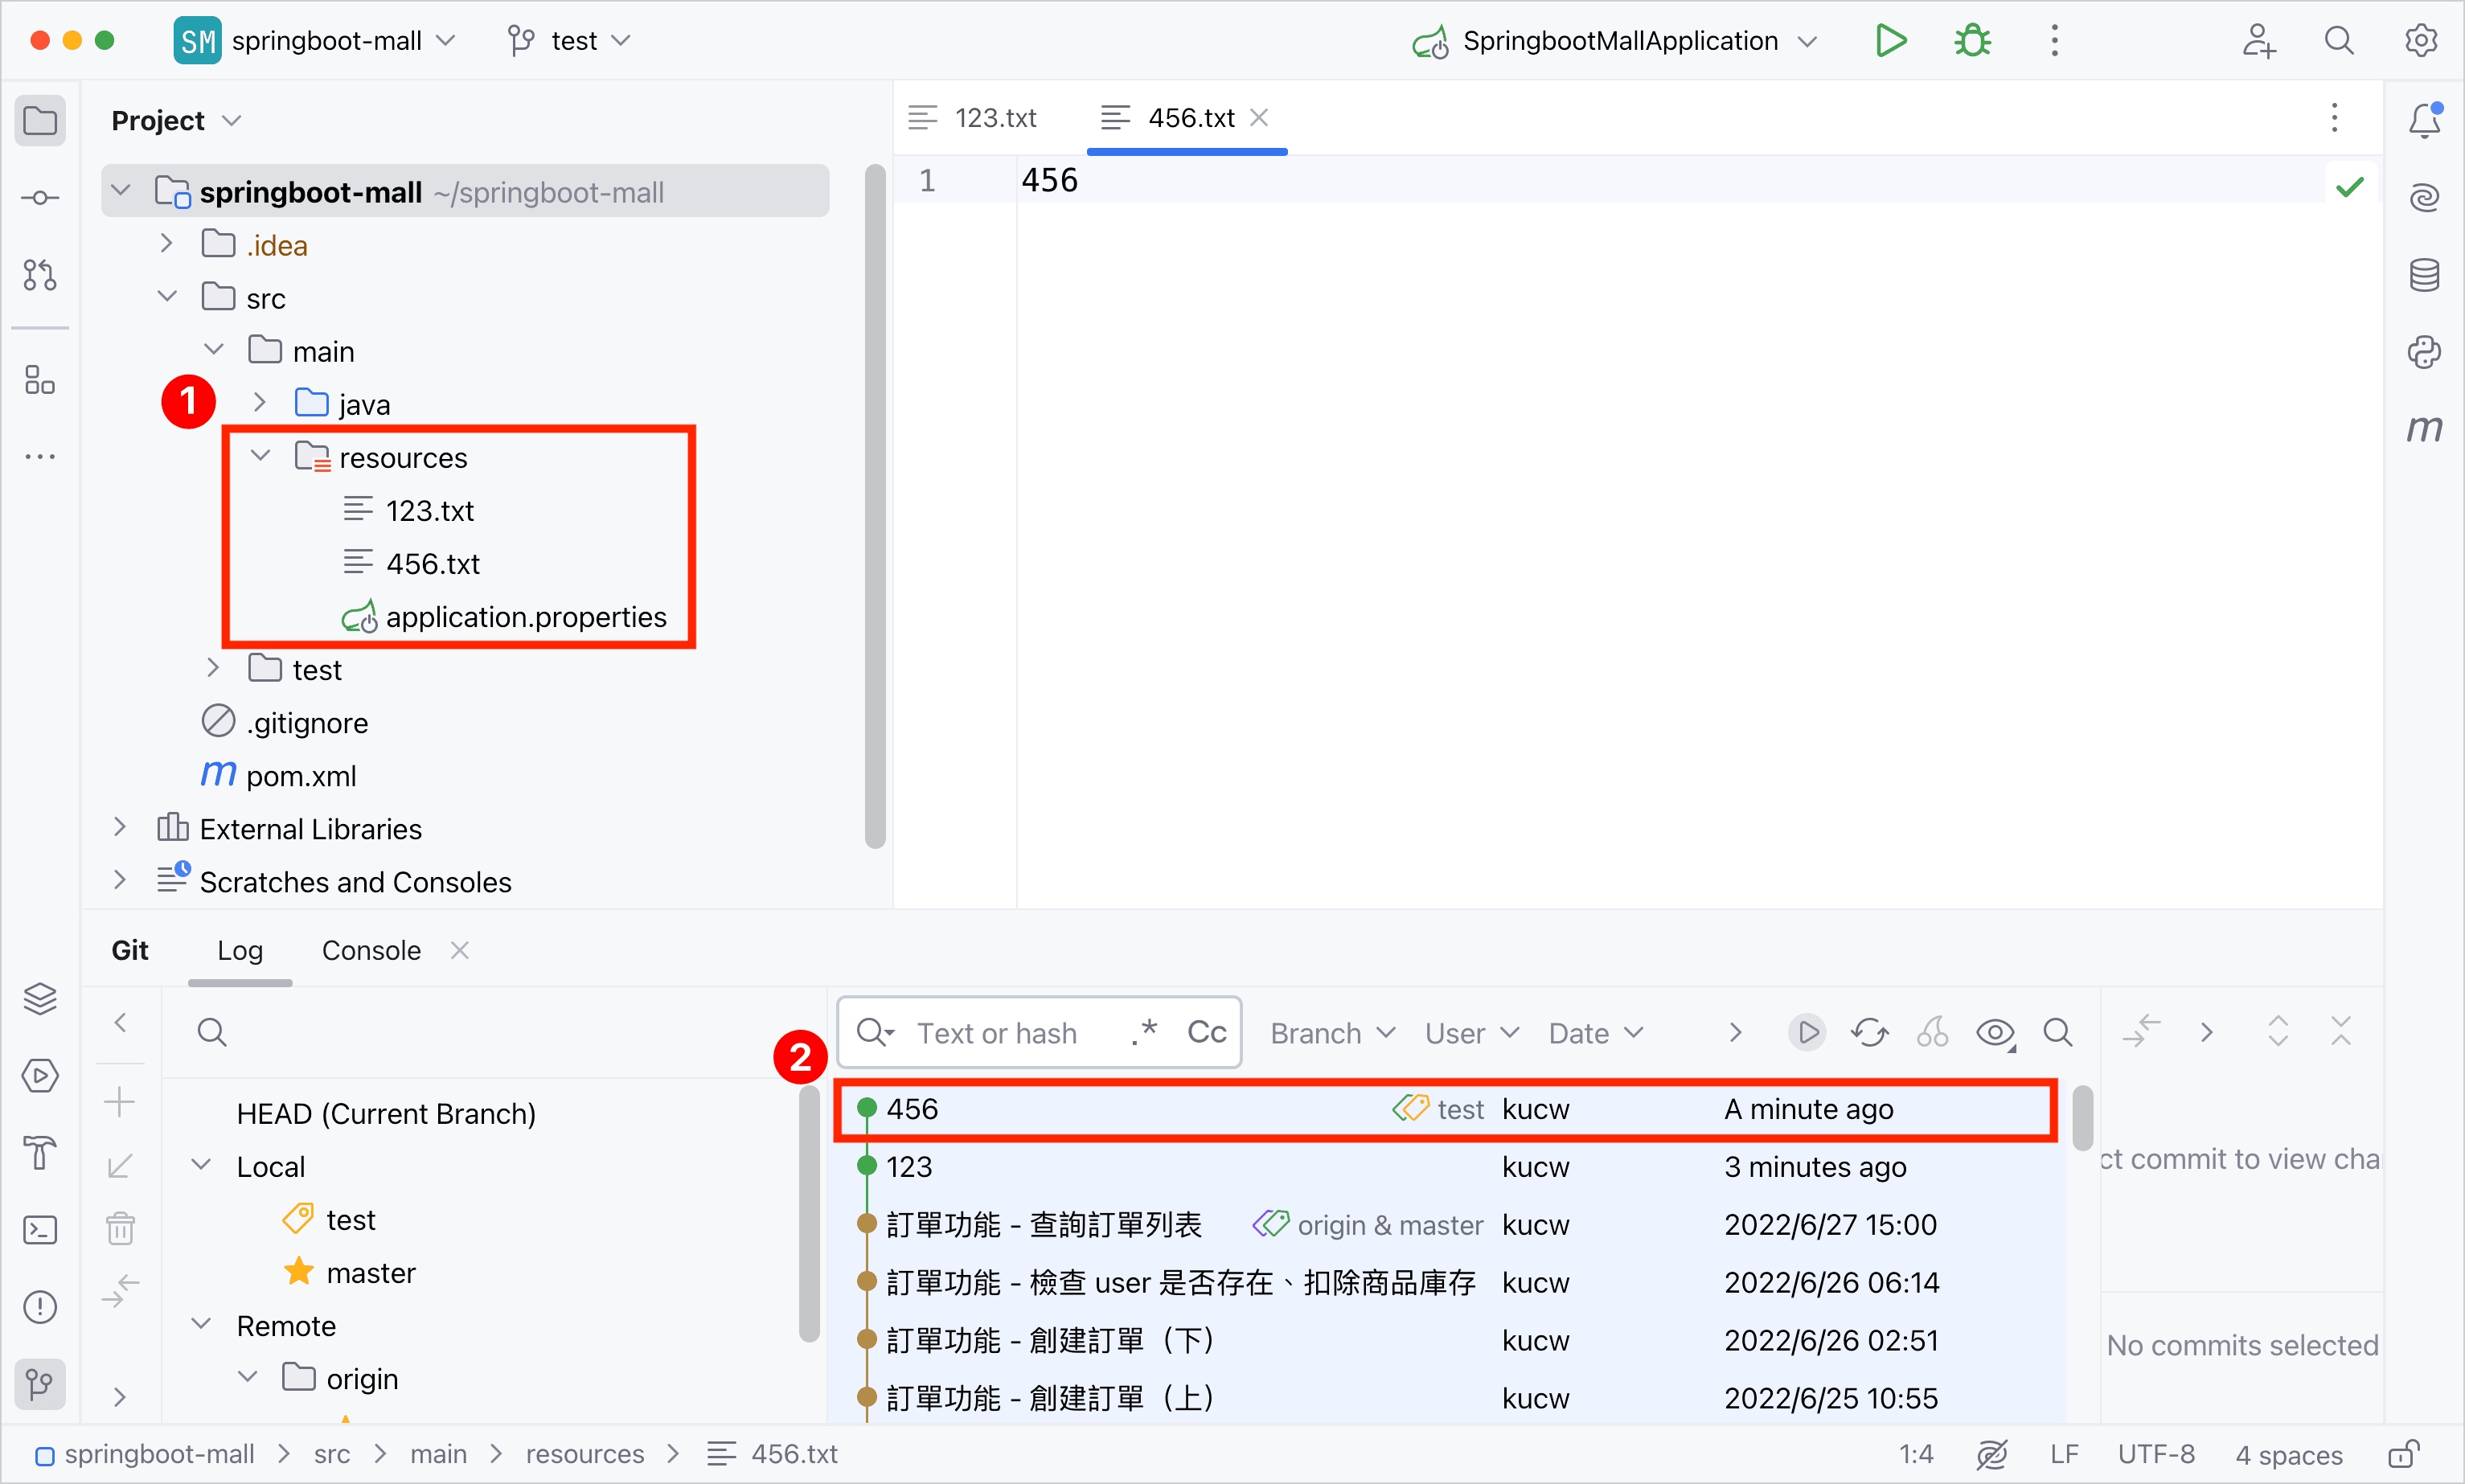 SM springboot-mall test SpringbootMallApplication
Project
springboot-mall ~/springboot-mall
.idea
src
main
1
java
resources
123.txt
456.txt
application.properties
test
.gitignore
pom.xml
External Libraries
Scratches and Consoles
123.txt 456.txt
1 456
Git Log Console
HEAD (Current Branch)
Local
test
master
Remote
origin
2
Text or hash .* Cc Branch User Date
456 test kucw A minute ago
123 kucw 3 minutes ago
訂單功能 - 查詢訂單列表 origin & master kucw 2022/6/27 15:00
訂單功能 - 檢查 user 是否存在、扣除商品庫存 kucw 2022/6/26 06:14
訂單功能 - 創建訂單（下） kucw 2022/6/26 02:51
訂單功能 - 創建訂單（上） kucw 2022/6/25 10:55
ct commit to view cha
No commits selected
springboot-mall src main resources 456.txt 1:4 LF UTF-8 4 spaces